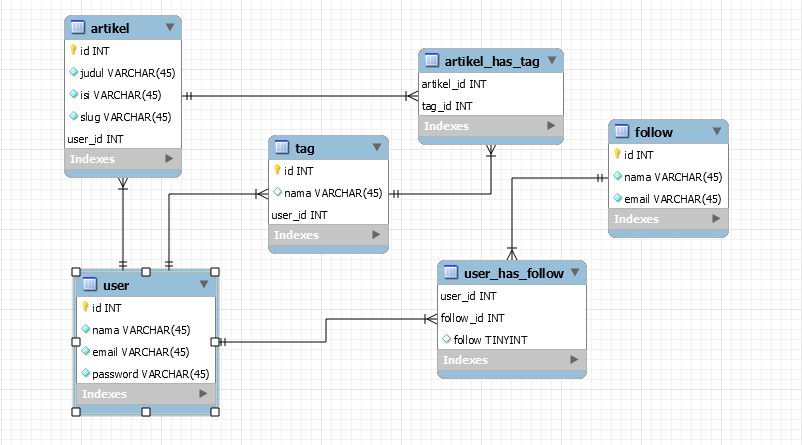 artikel
id INT
judul VARCHAR(45)
isi VARCHAR(45)
slug VARCHAR(45)
user_id INT
Indexes
artikel_has_tag
artikel_id INT
tag_id INT
Indexes
tag
id INT
nama VARCHAR(45)
user_id INT
Indexes
follow
id INT
nama VARCHAR(45)
email VARCHAR(45)
Indexes
user
id INT
nama VARCHAR(45)
email VARCHAR(45)
password VARCHAR(45)
Indexes
user_has_follow
user_id INT
follow_id INT
follow TINYINT
Indexes